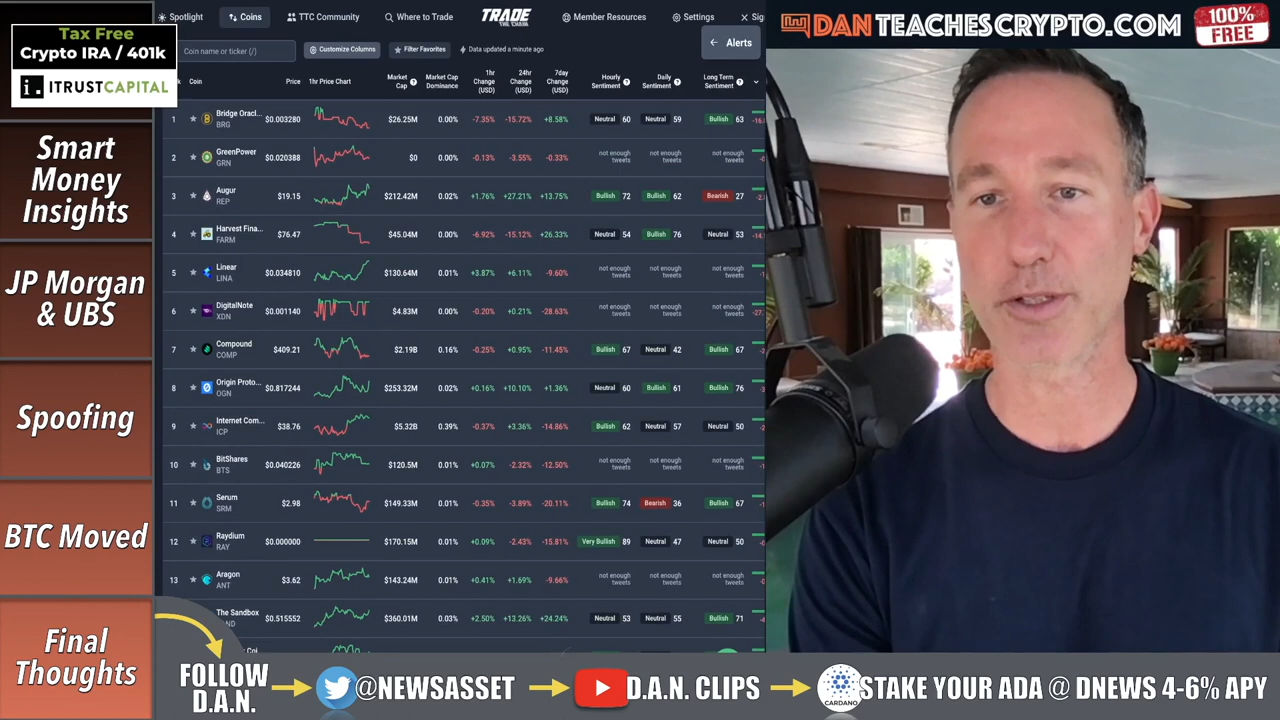 Tax Free
Crypto IRA / 401k
ITRUSTCAPITAL
Smart
Money
Insights
JP Morgan
& UBS
Spoofing
BTC Moved
Final
Thoughts
Spotlight
Coins
TTC Community
Where to Trade
TRADE
THE CHAIN
Member Resources
Settings
Sig
Coin name or ticker (/)
Customize Columns
Filter Favorites
Data updated a minute ago
Alerts
Coin Price 1hr Price Chart Market Cap Market Cap Dominance 1hr Change (USD) 24hr Change (USD) 7day Change (USD) Hourly Sentiment Daily Sentiment Long Term Sentiment
1 Bridge Oracl... BRG $0.003280 $26.25M 0.00% -7.35% -15.72% +8.58% Neutral 60 Neutral 59 Bullish 63
2 GreenPower GRN $0.020388 $0 0.00% -0.13% -3.55% -0.33% not enough tweets not enough tweets not enough tweets
3 Augur REP $19.15 $212.42M 0.02% +1.76% +27.21% +13.75% Bullish 72 Bullish 62 Bearish 27
4 Harvest Fina... FARM $76.47 $45.04M 0.00% -6.92% -15.12% +26.33% Neutral 54 Bullish 76 Neutral 53
5 Linear LINA $0.034810 $130.64M 0.01% +3.87% +6.11% -9.60% not enough tweets not enough tweets not enough tweets
6 DigitalNote XDN $0.001140 $4.83M 0.00% -0.20% +0.21% -28.63% not enough tweets not enough tweets not enough tweets
7 Compound COMP $409.21 $2.19B 0.16% -0.25% +0.95% -11.45% Bullish 67 Neutral 42 Bullish 67
8 Origin Proto... OGN $0.817244 $253.32M 0.02% +0.16% +10.10% +1.36% Neutral 60 Bullish 61 Bullish 76
9 Internet Com... ICP $38.76 $5.32B 0.39% -0.37% +3.36% -14.86% Bullish 62 Neutral 57 Neutral 50
10 BitShares BTS $0.040226 $120.5M 0.01% +0.07% -2.32% -12.50% not enough tweets not enough tweets not enough tweets
11 Serum SRM $2.98 $149.33M 0.01% -0.35% -3.89% -20.11% Bullish 74 Bearish 36 Bullish 67
12 Raydium RAY $0.000000 $170.15M 0.01% +0.09% -2.43% -15.81% Very Bullish 89 Neutral 47 Neutral 50
13 Aragon ANT $3.62 $143.24M 0.01% +0.41% +1.69% -9.66% not enough tweets not enough tweets not enough tweets
The Sandbox $0.515552 $360.01M 0.03% +2.50% +13.26% +24.24% Neutral 53 Neutral 55 Bullish 71
DAN TEACHES CRYPTO.COM
100%
FREE
FOLLOW
D.A.N.
@NEWSASSET
D.A.N. CLIPS
CARDANO
STAKE YOUR ADA @ DNEWS 4-6% APY